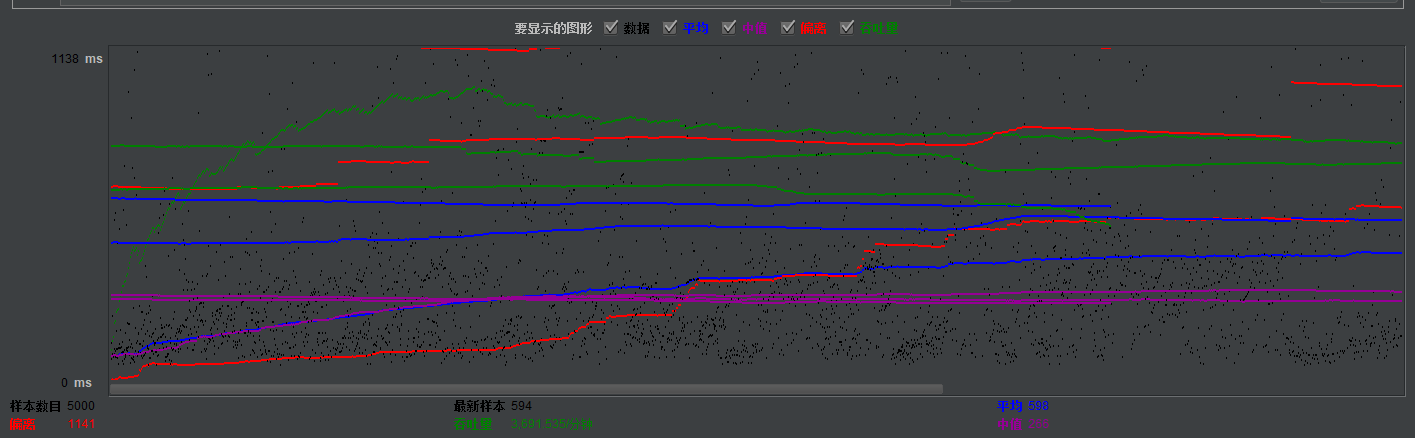 要显示的图形 数据 平均 中值 偏离 吞吐量
1138 ms
0 ms
样本数目 5000 最新样本 594 平均 598
偏离 1141 吞吐量 3,691.535/分钟 中值